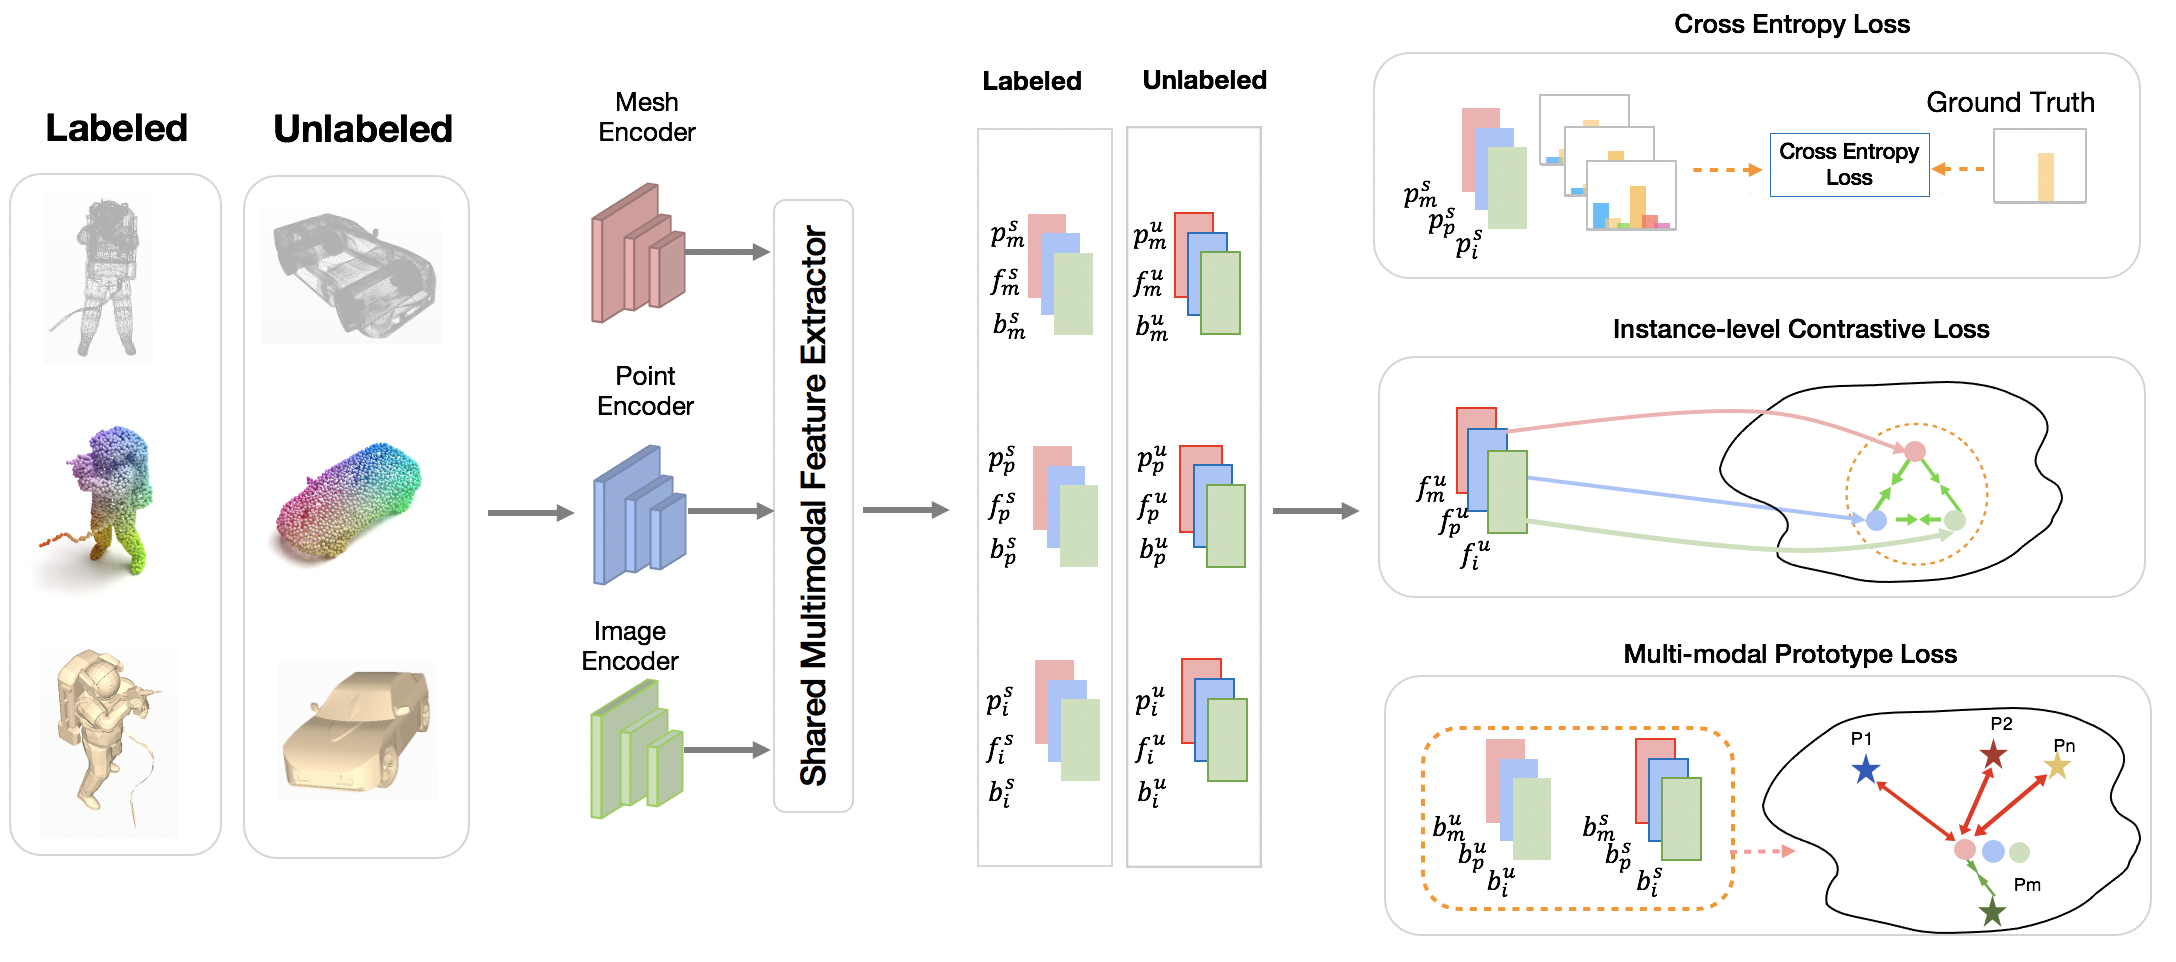 Labeled
Unlabeled
Mesh
Encoder
Point
Encoder
Image
Encoder
Shared Multimodal Feature Extractor
Labeled
Unlabeled
p_m^s
f_m^s
b_m^s
p_m^u
f_m^u
b_m^u
p_p^s
f_p^s
b_p^s
p_p^u
f_p^u
b_p^u
p_i^s
f_i^s
b_i^s
p_i^u
f_i^u
b_i^u
Cross Entropy Loss
p_m^s
p_p^s
p_i^s
Cross Entropy
Loss
Ground Truth
Instance-level Contrastive Loss
f_m^u
f_p^u
f_i^u
Multi-modal Prototype Loss
b_m^u
b_p^u
b_i^u
b_m^s
b_p^s
b_i^s
P1
P2
Pn
Pm